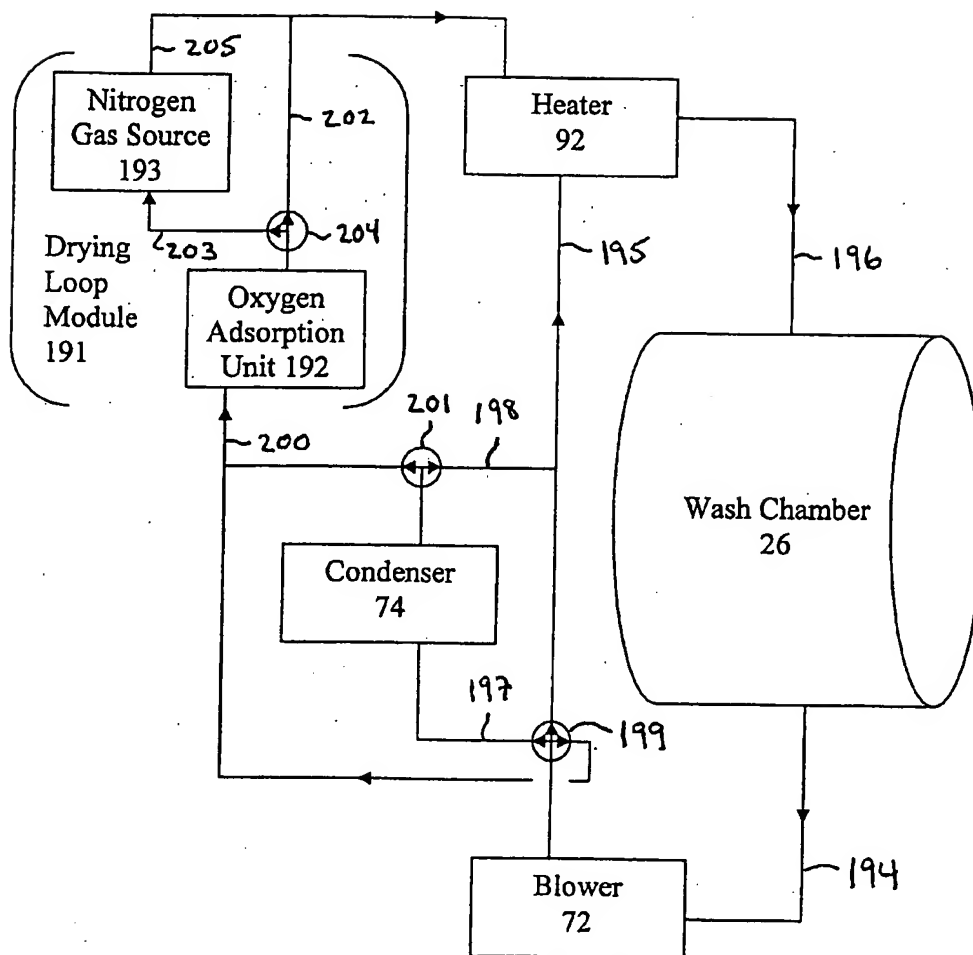 205
Nitrogen
Gas Source
193
202
Heater
92
203
204
195
196
Drying
Loop
Module
191
Oxygen
Adsorption
Unit 192
201
198
200
Wash Chamber
26
Condenser
74
197
199
Blower
72
194